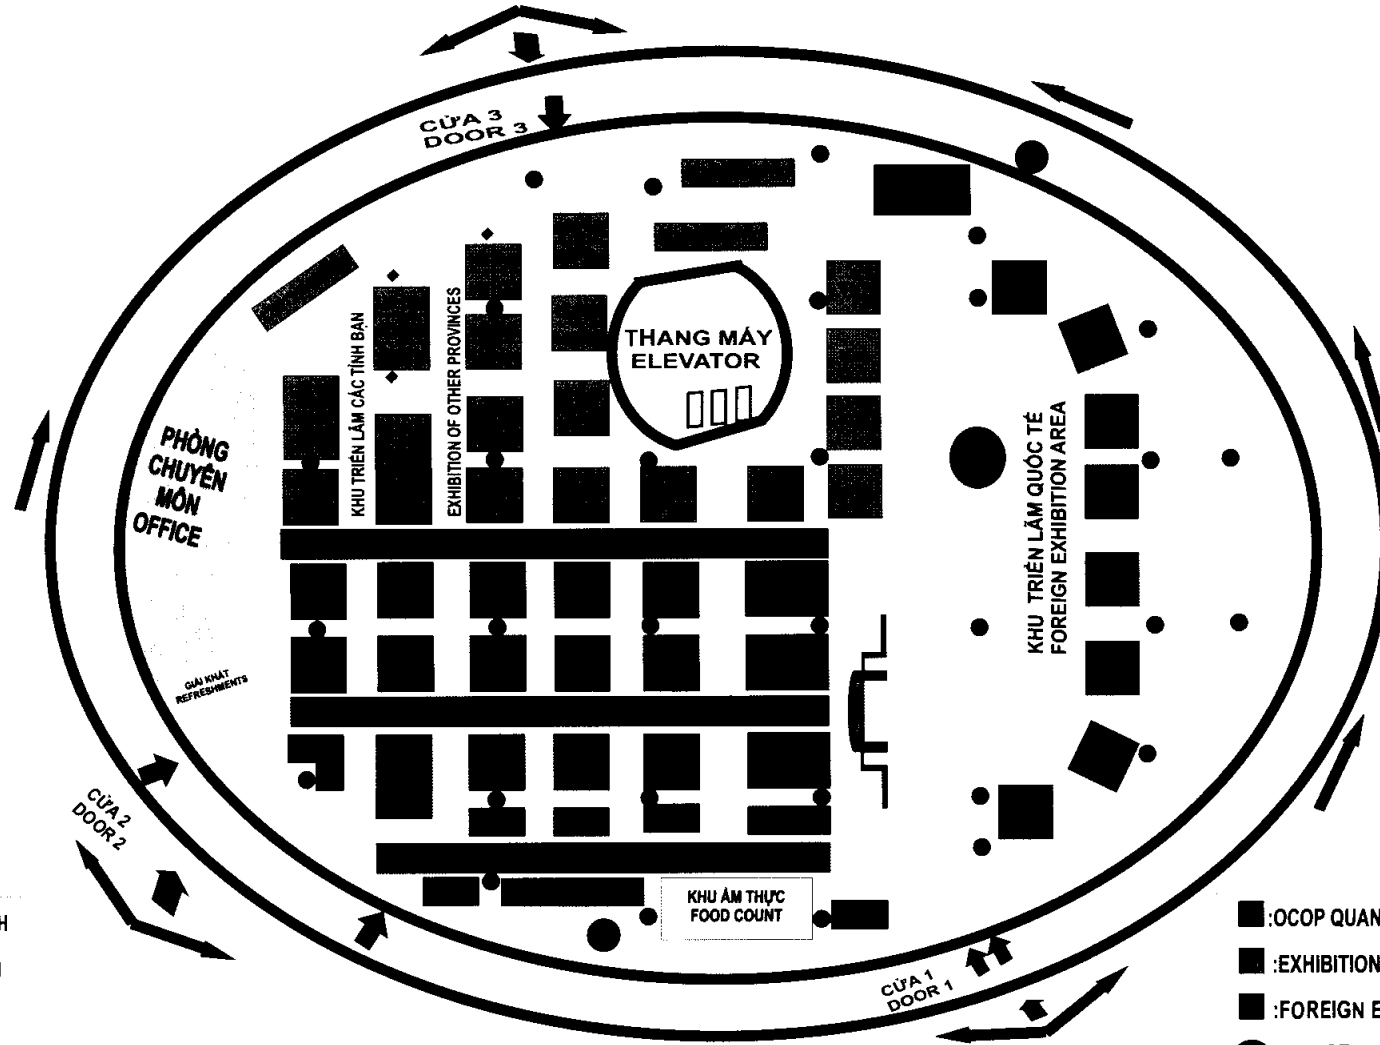 CỬA 3
DOOR 3
THANG MÁY
ELEVATOR
KHU TRIỂN LÃM CÁC TỈNH BẠN
EXHIBITION OF OTHER PROVINCES
PHÒNG
CHUYÊN
MÔN
OFFICE
KHU TRIỂN LÃM QUỐC TẾ
FOREIGN EXHIBITION AREA
GIẢI KHÁT
REFRESHMENTS
CỬA 2
DOOR 2
KHU ẨM THỰC
FOOD COUNT
CỬA 1
DOOR 1
H
:OCOP QUAN
:EXHIBITION
:FOREIGN E